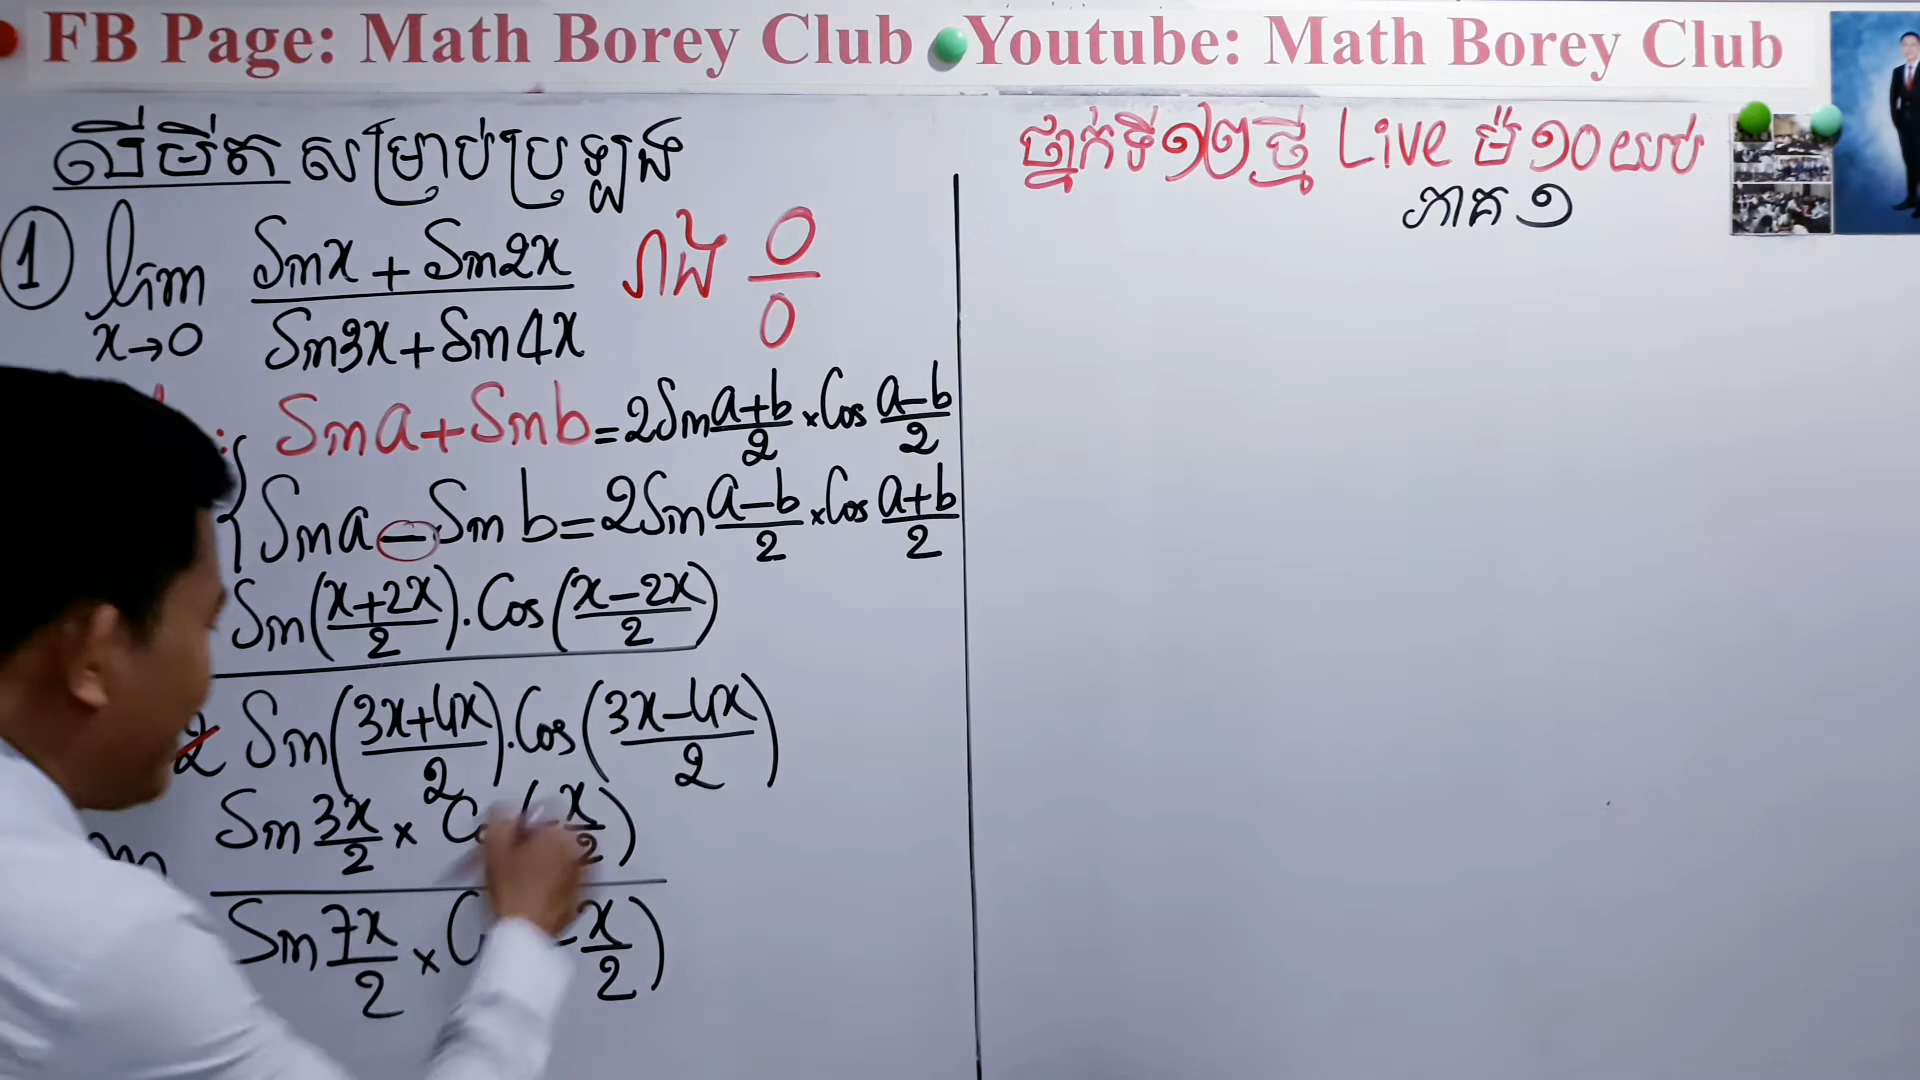 FB Page: Math Borey Club Youtube: Math Borey Club
លីមីត សម្រាប់ប្រឡង
① lim x→0 (Sinx + Sin2x)/(Sin3x + Sin4x) រាង 0/0
: Sina + Sinb = 2Sin (a+b)/2 × Cos (a−b)/2
{ Sina − Sinb = 2Sin (a−b)/2 × Cos (a+b)/2
Sin((x+2x)/2) . Cos((x−2x)/2)
2 Sin((3x+4x)/2) . Cos((3x−4x)/2)
Sin 3x/2 × x/2)
Sin 7x/2 × −x/2)
ថ្នាក់ទី១២ថ្មី Live ម៉ ១០យប់
ភាគ ១